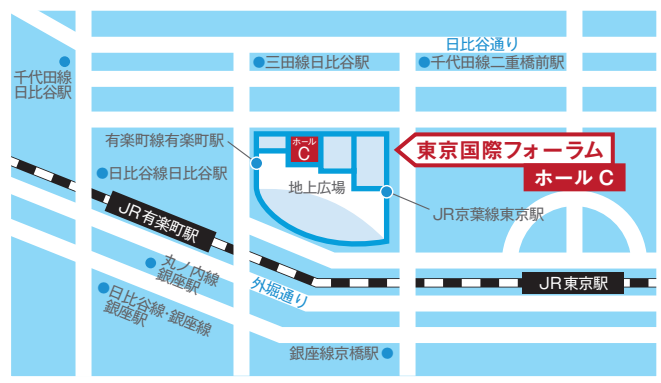 日比谷通り
千代田線
日比谷駅
三田線日比谷駅
千代田線二重橋前駅
有楽町線有楽町駅
ホール
C
東京国際フォーラム
ホール C
日比谷線日比谷駅
地上広場
JR京葉線東京駅
JR有楽町駅
丸ノ内線
銀座駅
外堀通り
JR東京駅
日比谷線・銀座線
銀座駅
銀座線京橋駅